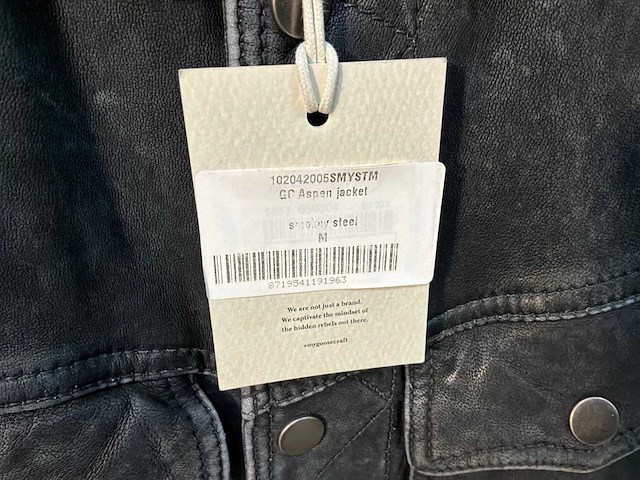 102042005SMYSTM
GC Aspen jacket
smokey steel
M
8719541191963
We are not just a brand.
We captivate the mindset of
the hidden rebels out there.
#mygoosecraft